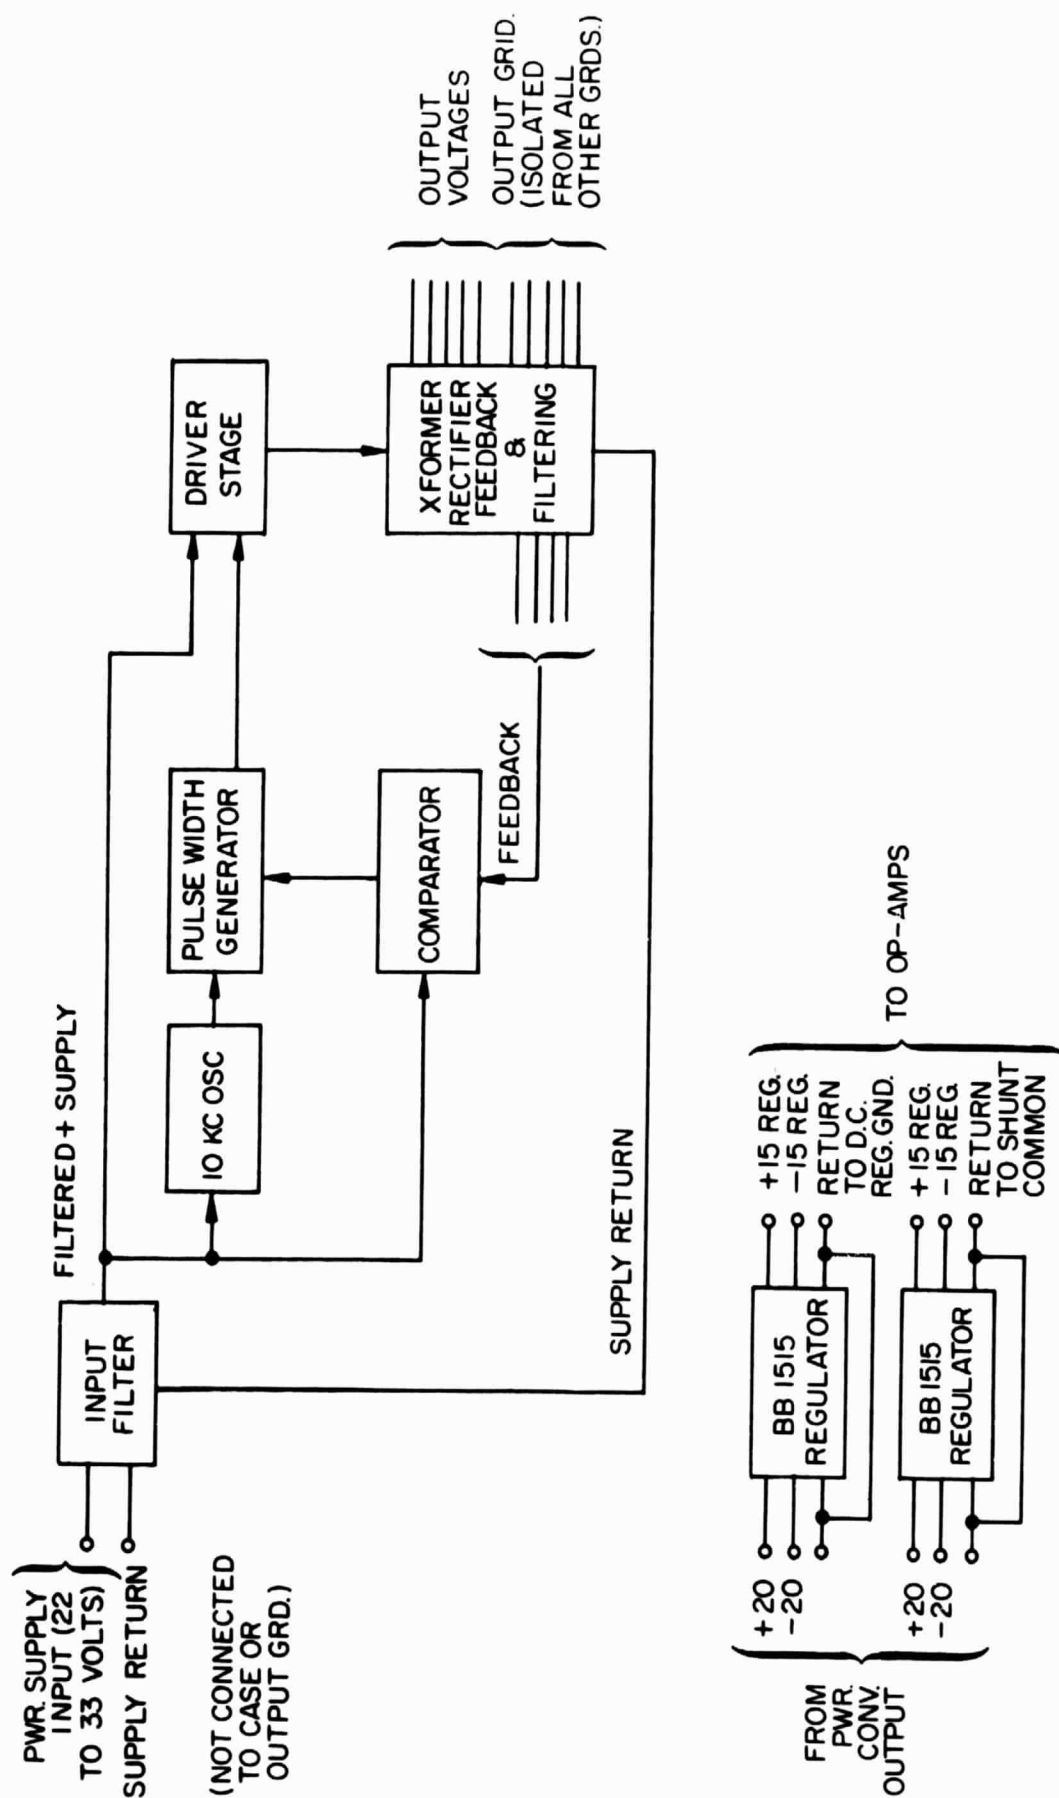 PWR. SUPPLY
INPUT (22
TO 33 VOLTS)
SUPPLY RETURN
(NOT CONNECTED
TO CASE OR
OUTPUT GRD.)
INPUT
FILTER
FILTERED + SUPPLY
10 KC OSC
PULSE WIDTH
GENERATOR
COMPARATOR
FEEDBACK
DRIVER
STAGE
XFORMER
RECTIFIER
FEEDBACK
&
FILTERING
OUTPUT
VOLTAGES
OUTPUT GRID.
(ISOLATED
FROM ALL
OTHER GRDS.)
SUPPLY RETURN
FROM
PWR.
CONV.
OUTPUT
+20
-20
BB 1515
REGULATOR
+15 REG.
-15 REG.
RETURN
TO D.C.
REG. GND.
+20
-20
BB 1515
REGULATOR
+15 REG.
-15 REG.
RETURN
TO SHUNT
COMMON
TO OP-AMPS